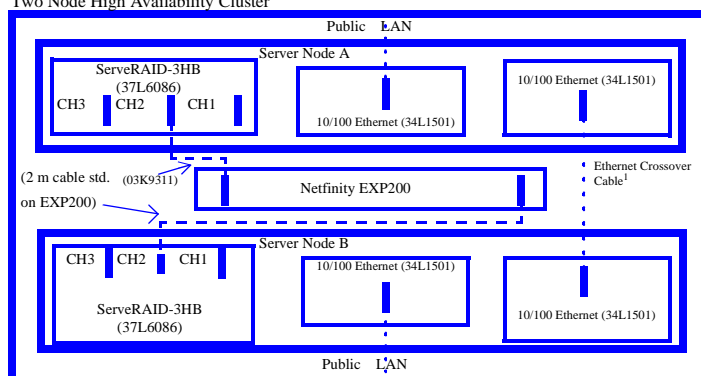 Two Node High Availability Cluster
Public LAN
Server Node A
ServeRAID-3HB
(37L6086)
CH3 CH2 CH1
10/100 Ethernet (34L1501)
10/100 Ethernet (34L1501)
(2 m cable std. (03K9311)
on EXP200)
Netfinity EXP200
Ethernet Crossover
Cable1
Server Node B
CH3 CH2 CH1
ServeRAID-3HB
(37L6086)
10/100 Ethernet (34L1501)
10/100 Ethernet (34L1501)
Public LAN